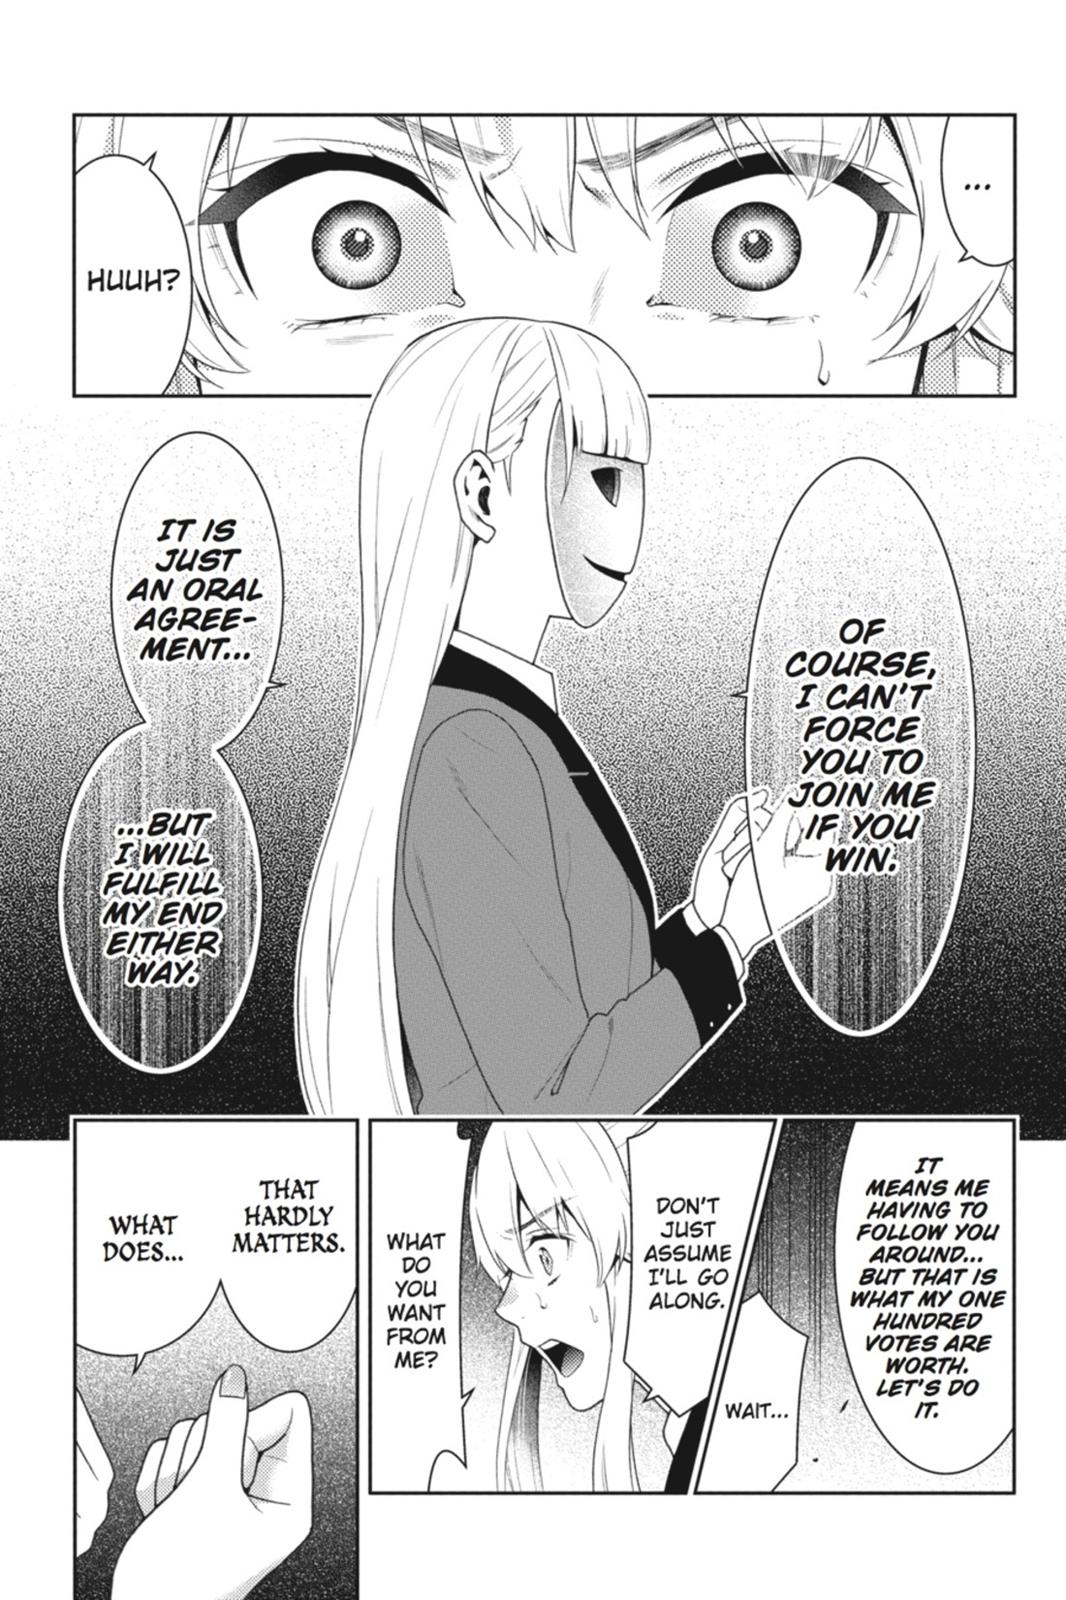 ...
HUUH?
OF
COURSE,
I CAN'T
FORCE
YOU TO
JOIN ME
IF YOU
WIN.
IT IS
JUST
AN ORAL
AGREE-
MENT...
...BUT
I WILL
FULFILL
MY END
EITHER
WAY.
IT
MEANS ME
HAVING TO
FOLLOW YOU
AROUND...
BUT THAT IS
WHAT MY ONE
HUNDRED
VOTES ARE
WORTH.
LET'S DO
IT.
WAIT...
DON'T
JUST
ASSUME
I'LL GO
ALONG.
WHAT
DO
YOU
WANT
FROM
ME?
THAT
HARDLY
MATTERS.
WHAT
DOES...